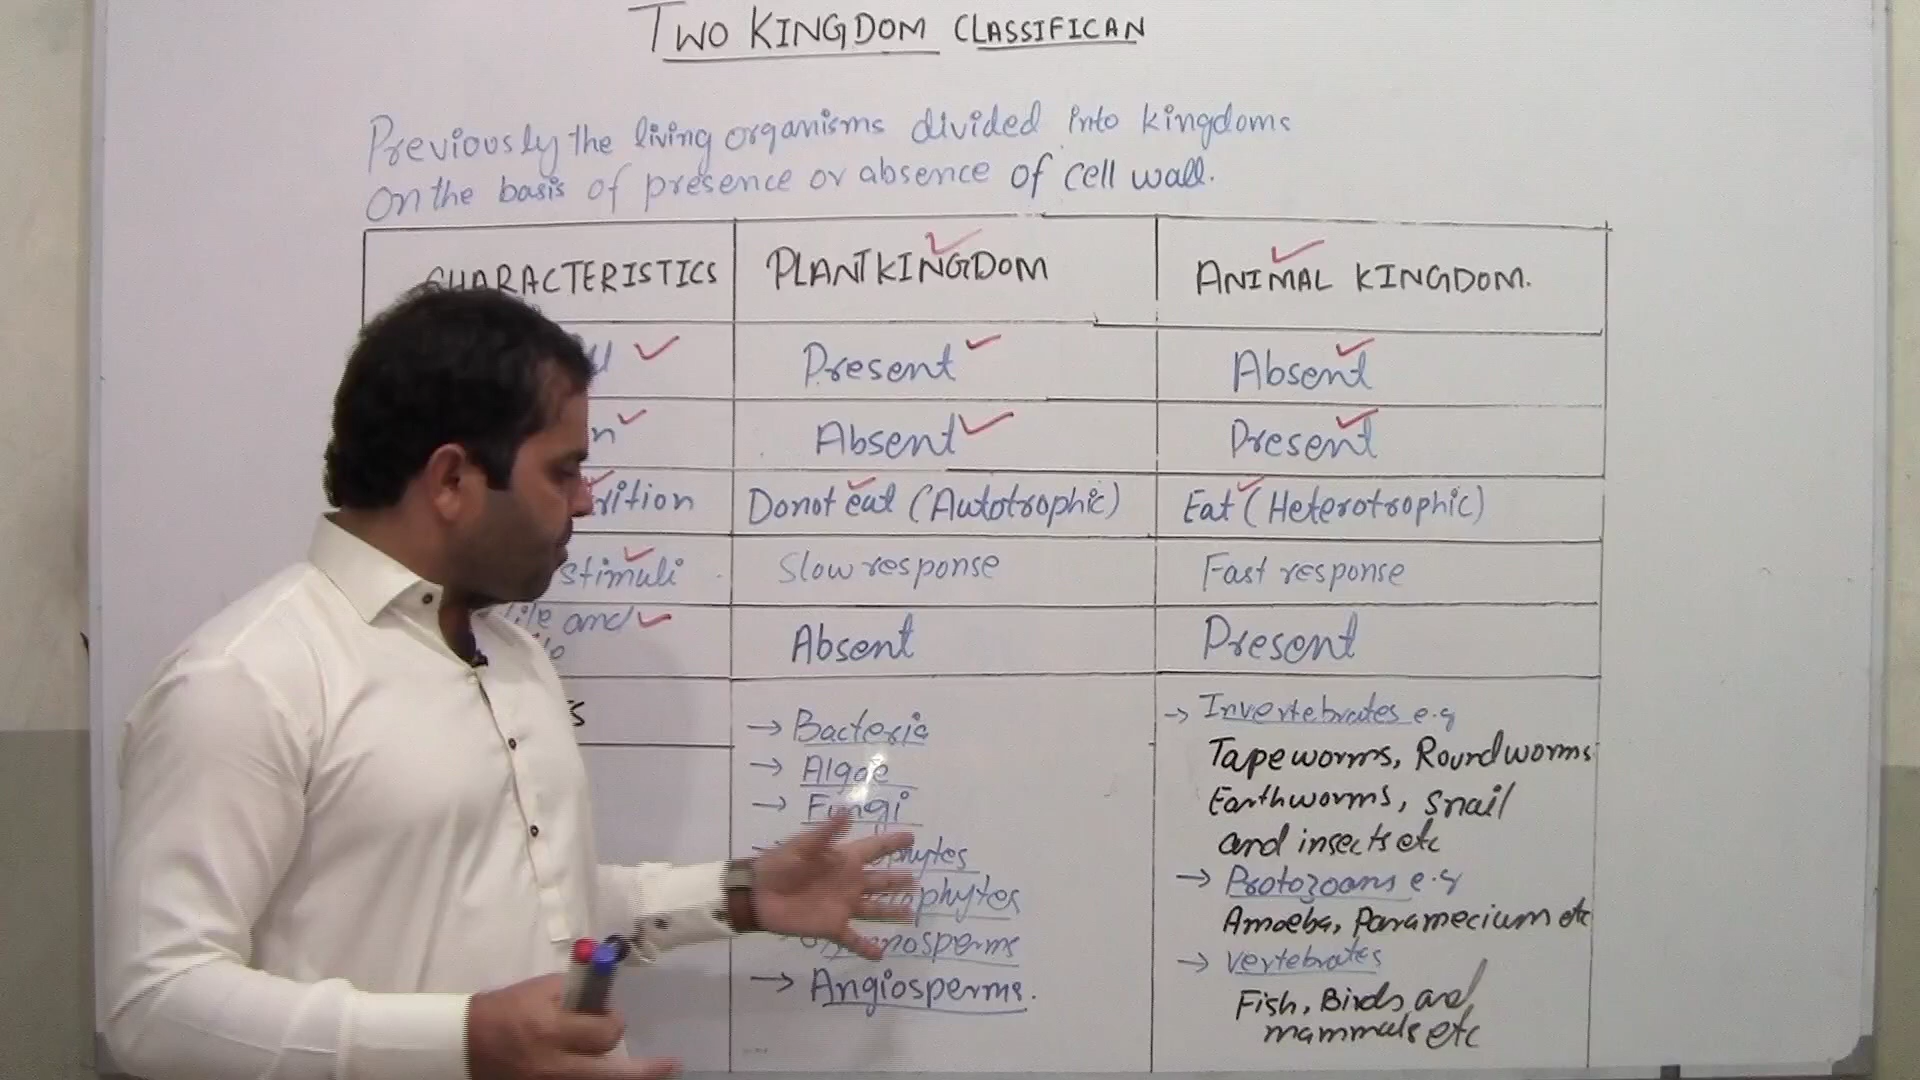 TWO KINGDOM CLASSIFICAN
Previously the living organisms divided into kingdoms
on the basis of presence or absence of cell wall.
CHARACTERISTICS PLANT KINGDOM ANIMAL KINGDOM.
Present Absent
Absent Present
Donot eat (Autotrophic) Eat (Heterotrophic)
stimuli Slow response Fast response
and Absent Present
→ Bacteria
→ Algae
→ Fungi
→ Angiosperms.
→ Invertebrates e.g
Tapeworms, Roundworms
Earthworms, snail
and insects etc
→ Protozoans e.g
Amoeba, Paramecium etc
→ vertebrates
Fish, Birds and
mammals etc